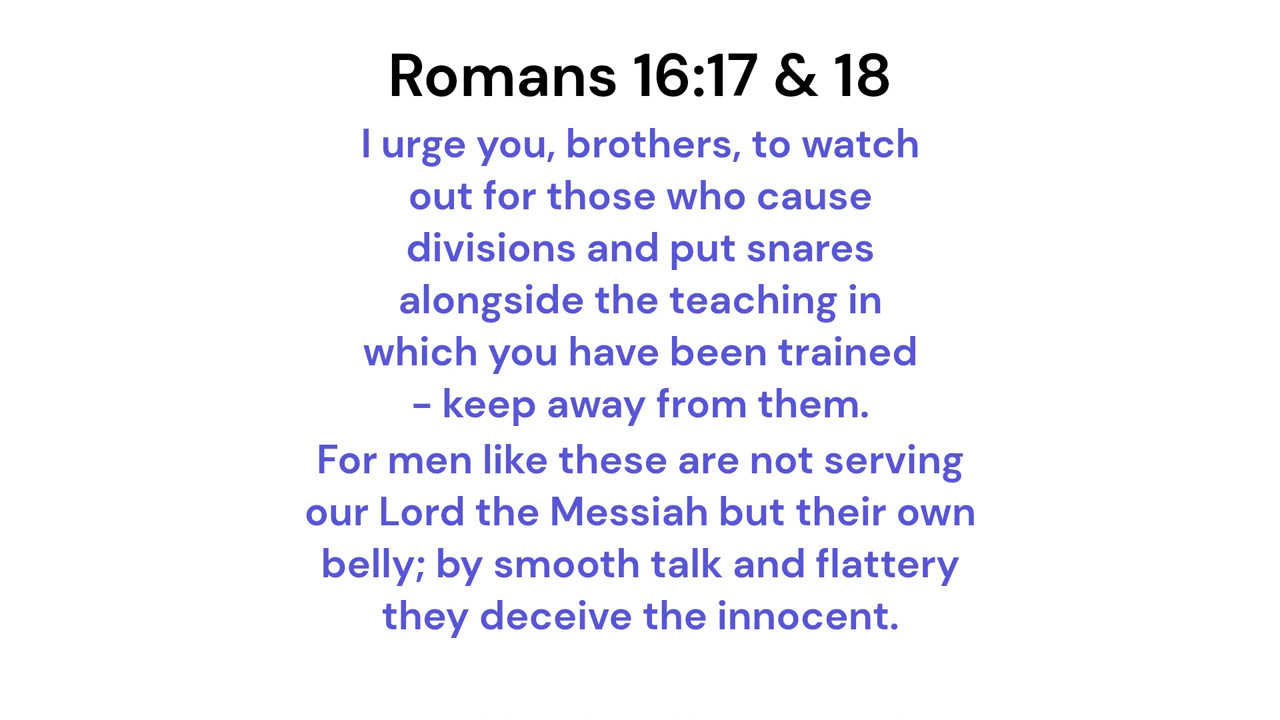 Romans 16:17 & 18
I urge you, brothers, to watch
out for those who cause
divisions and put snares
alongside the teaching in
which you have been trained
– keep away from them.
For men like these are not serving
our Lord the Messiah but their own
belly; by smooth talk and flattery
they deceive the innocent.